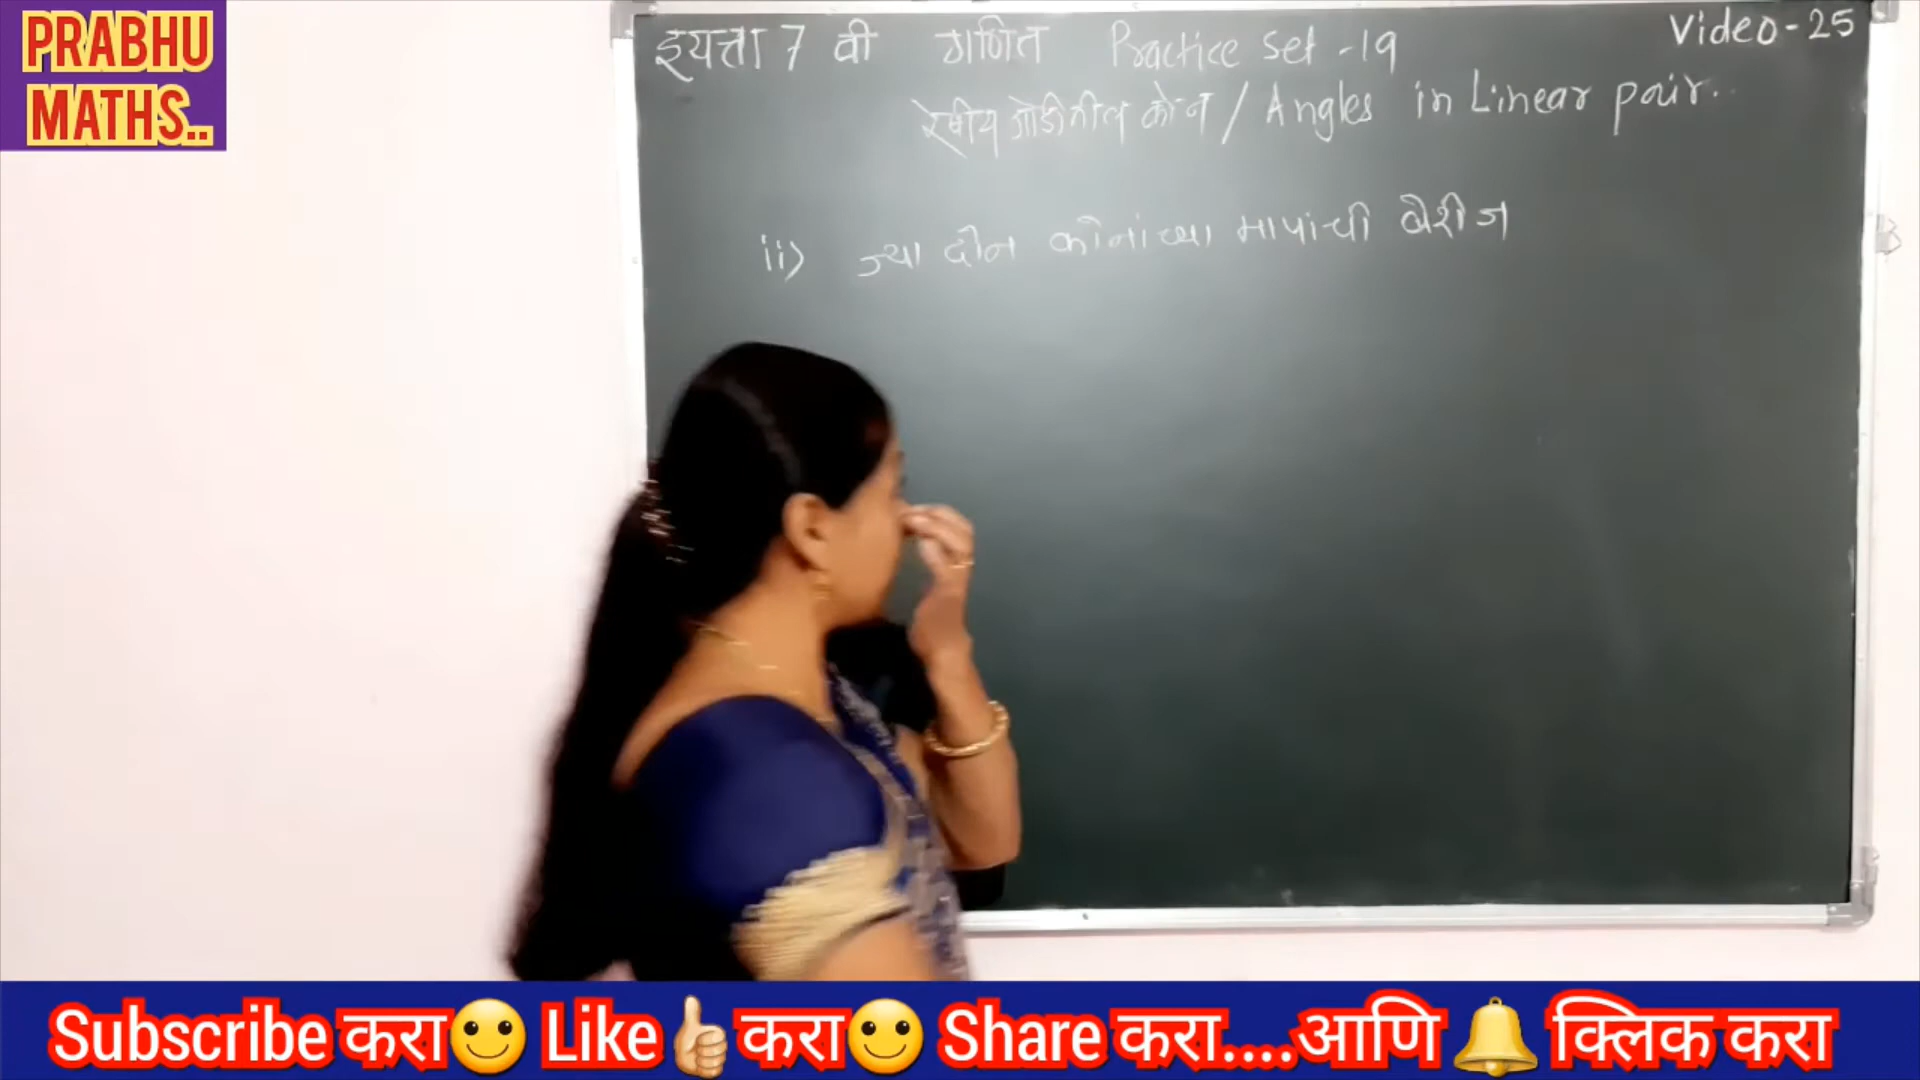 PRABHU
MATHS..
इयत्ता 7 वी गणित Practice Set -19
Video-25
रेषीय जोडीतील कोन / Angles in Linear pair.
ii) ज्या दोन कोनांच्या मापांची बेरीज
Subscribe करा🙂 Like👍 करा🙂 Share करा....आणि 🔔 क्लिक करा